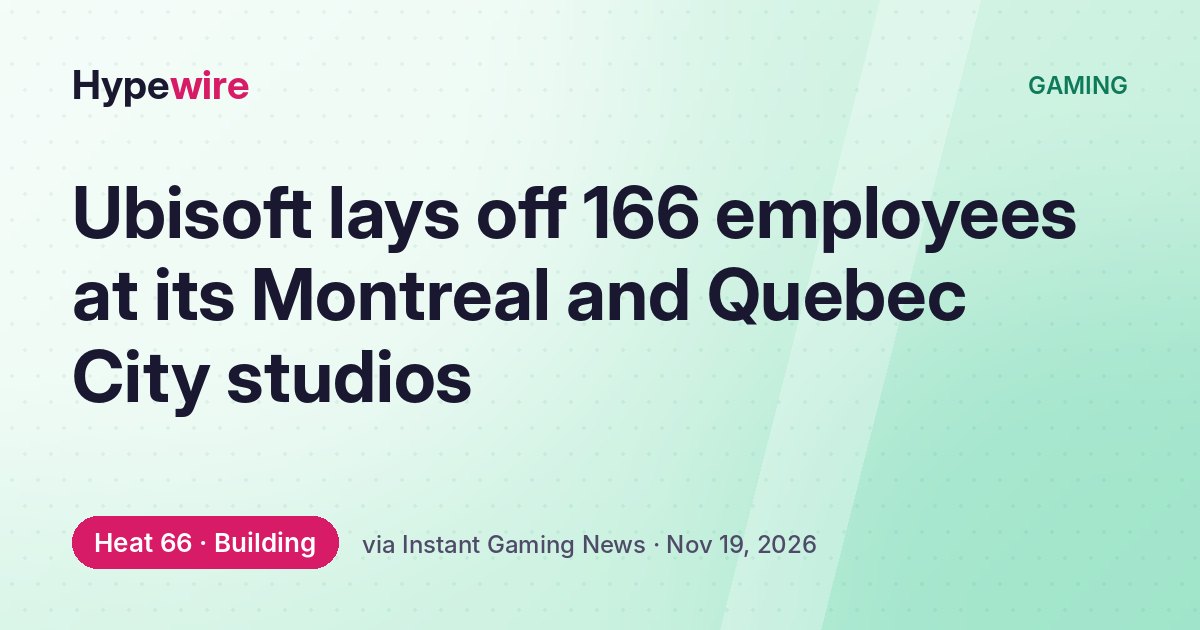 Hypewire
GAMING
Ubisoft lays off 166 employees
at its Montreal and Quebec
City studios
Heat 66 · Building
via Instant Gaming News · Nov 19, 2026